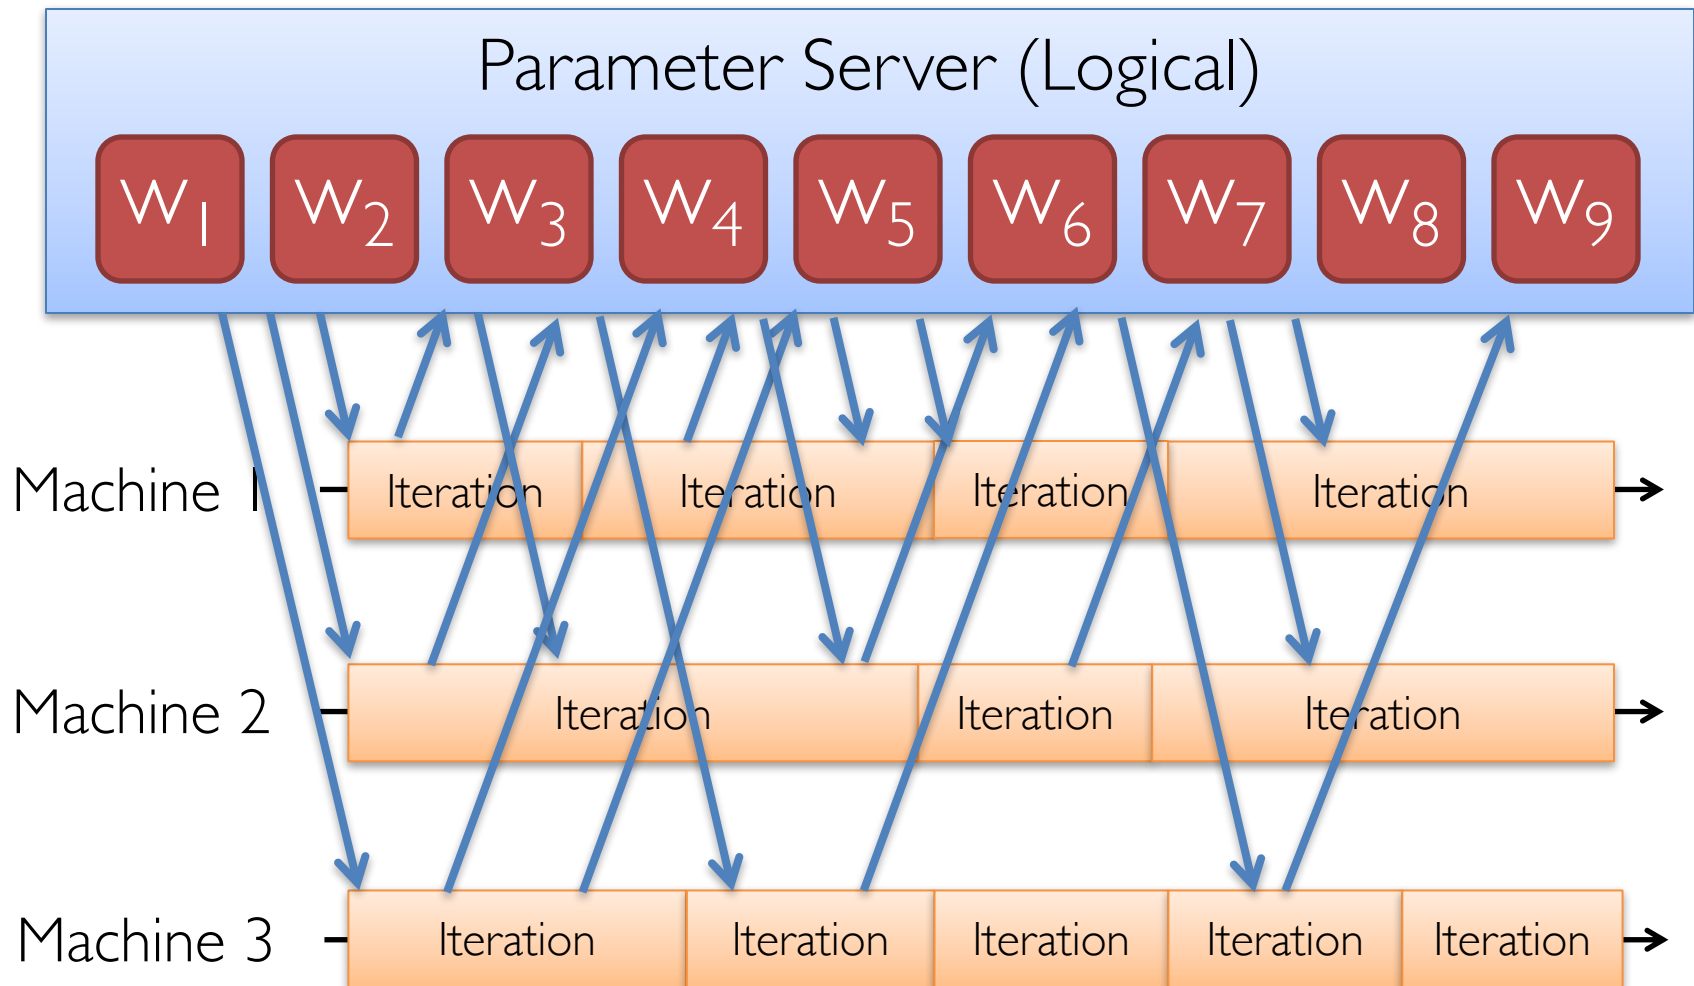 Parameter Server (Logical)
w1 w2 w3 w4 w5 w6 w7 w8 w9
Machine 1 Iteration Iteration Iteration Iteration
Machine 2 Iteration Iteration Iteration
Machine 3 Iteration Iteration Iteration Iteration Iteration